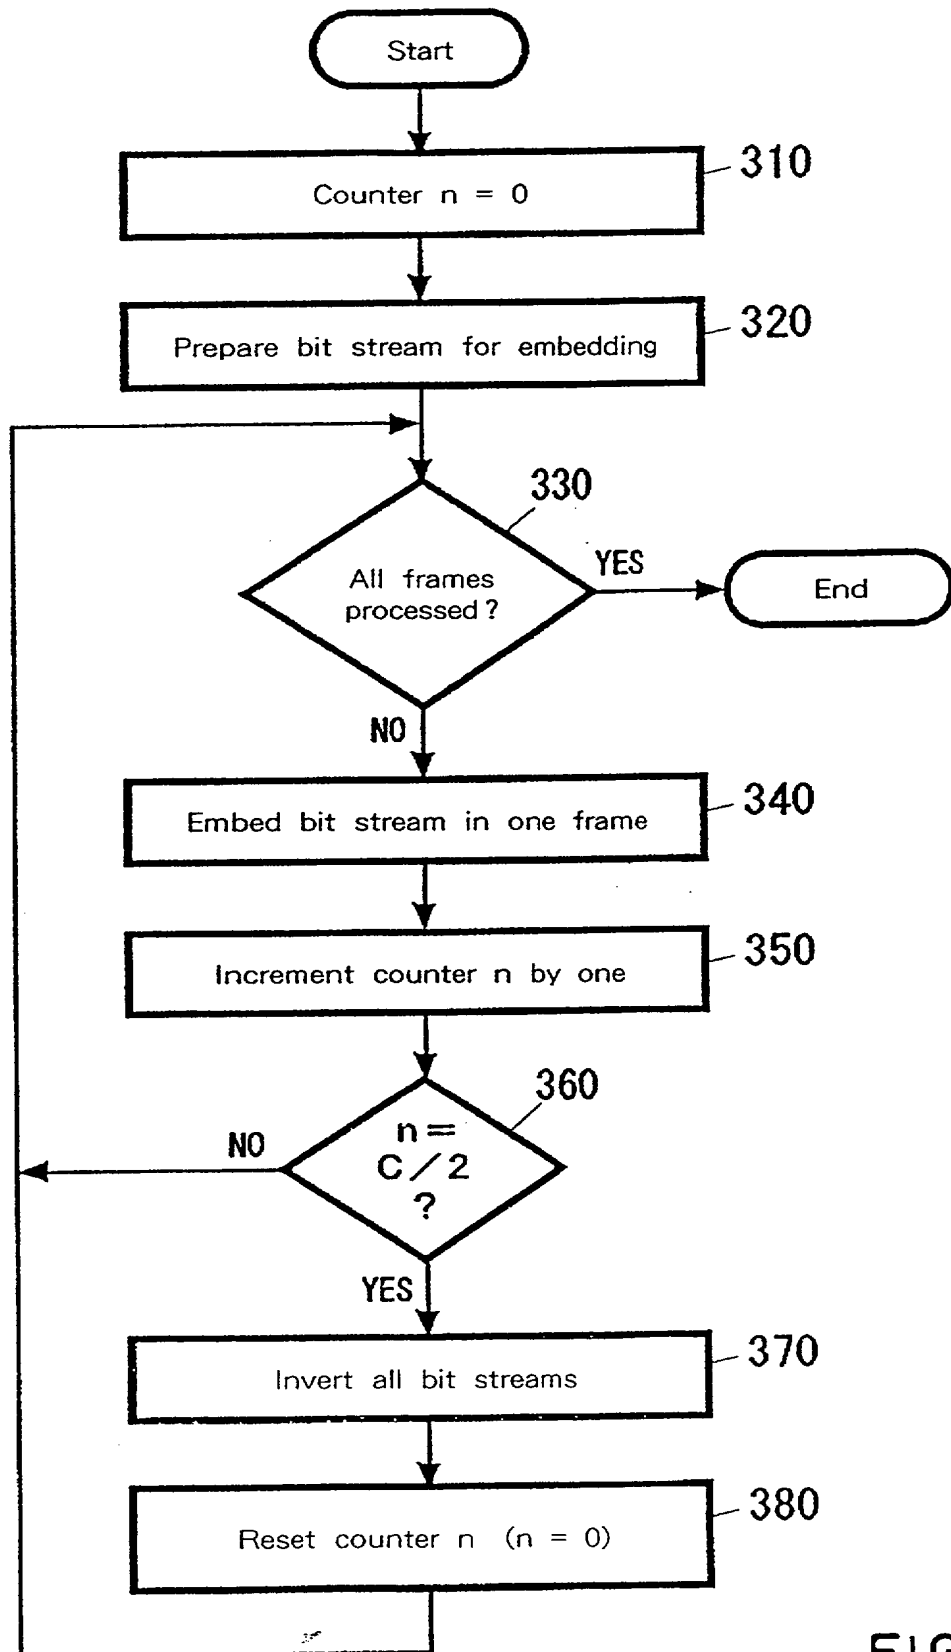 Start
310
Counter n = 0
320
Prepare bit stream for embedding
330
All frames
processed?
YES
End
NO
340
Embed bit stream in one frame
350
Increment counter n by one
360
n=
C/2
?
NO
YES
370
Invert all bit streams
380
Reset counter n (n = 0)